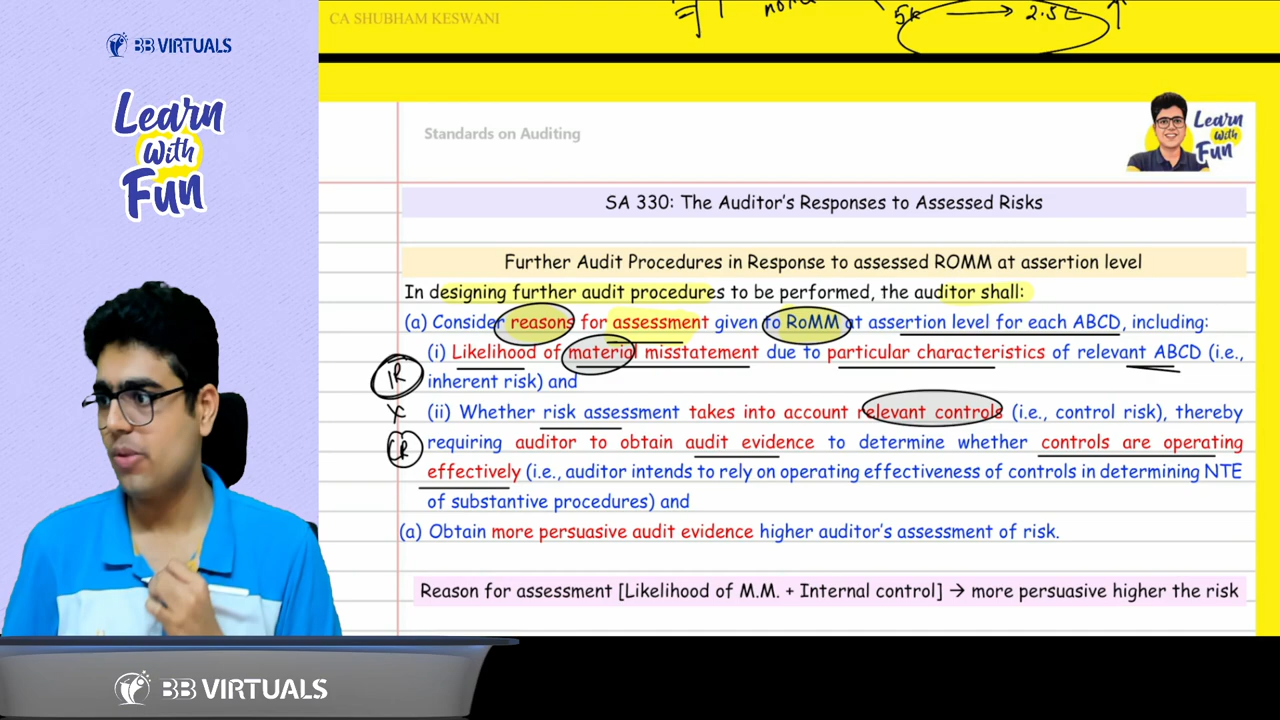 CA SHUBHAM KESWANI
5k → 2.5L
BB VIRTUALS
Learn
With
Fun
Standards on Auditing
Learn
With
Fun
SA 330: The Auditor's Responses to Assessed Risks
Further Audit Procedures in Response to assessed ROMM at assertion level
In designing further audit procedures to be performed, the auditor shall:
(a) Consider reasons for assessment given to RoMM at assertion level for each ABCD, including:
(i) Likelihood of material misstatement due to particular characteristics of relevant ABCD (i.e.,
IR inherent risk) and
x (ii) Whether risk assessment takes into account relevant controls (i.e., control risk), thereby
CR requiring auditor to obtain audit evidence to determine whether controls are operating
effectively (i.e., auditor intends to rely on operating effectiveness of controls in determining NTE
of substantive procedures) and
(a) Obtain more persuasive audit evidence higher auditor's assessment of risk.
Reason for assessment [Likelihood of M.M. + Internal control] → more persuasive higher the risk
BB VIRTUALS